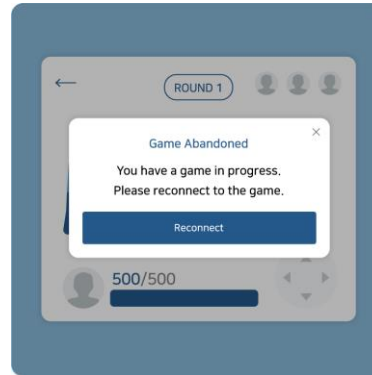 ROUND 1
Game Abandoned
You have a game in progress.
Please reconnect to the game.
Reconnect
500/500